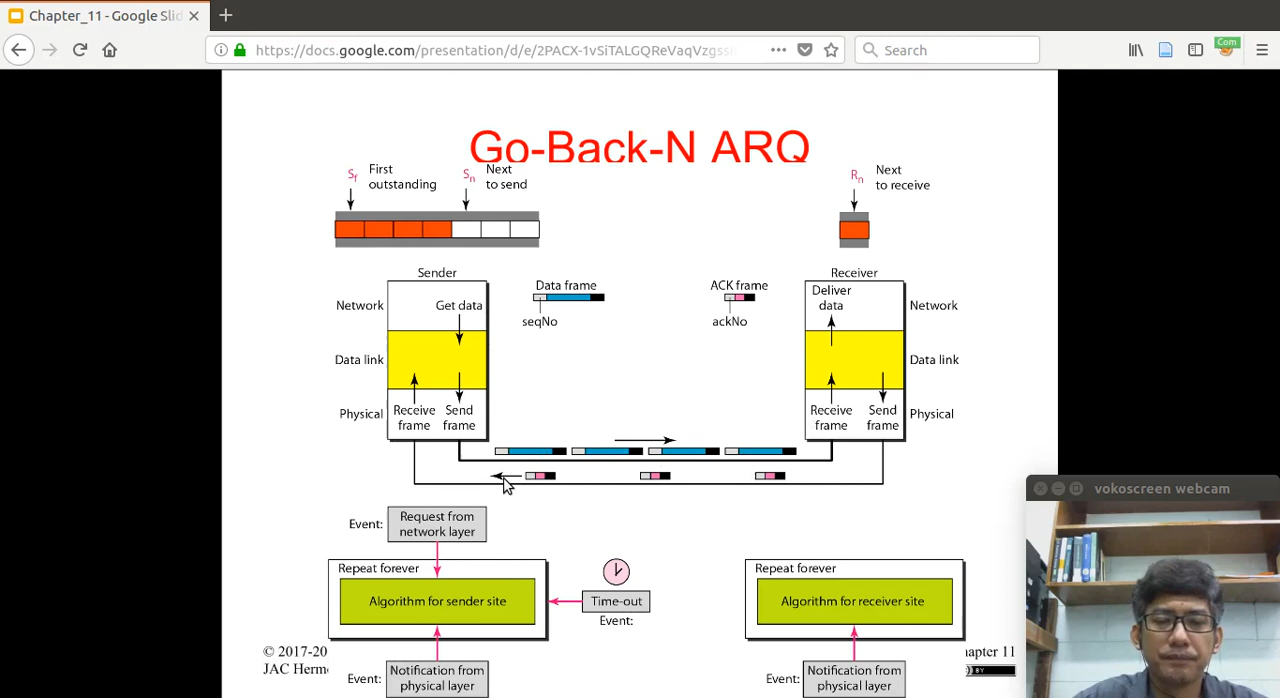 Chapter_11 - Google Slid
https://docs.google.com/presentation/d/e/2PACX-1vSiTALGQReVaqVzgssn
Search
Com
Go-Back-N ARQ
Sf First outstanding
Sn Next to send
Rn Next to receive
Sender
Receiver
Network
Get data
Data frame
seqNo
ACK frame
ackNo
Deliver data
Network
Data link
Data link
Physical
Receive frame
Send frame
Receive frame
Send frame
Physical
Event:
Request from network layer
Repeat forever
Algorithm for sender site
Time-out
Event:
Repeat forever
Algorithm for receiver site
Event:
Notification from physical layer
Event:
Notification from physical layer
© 2017-20
JAC Herm
hapter 11
BY
vokoscreen webcam